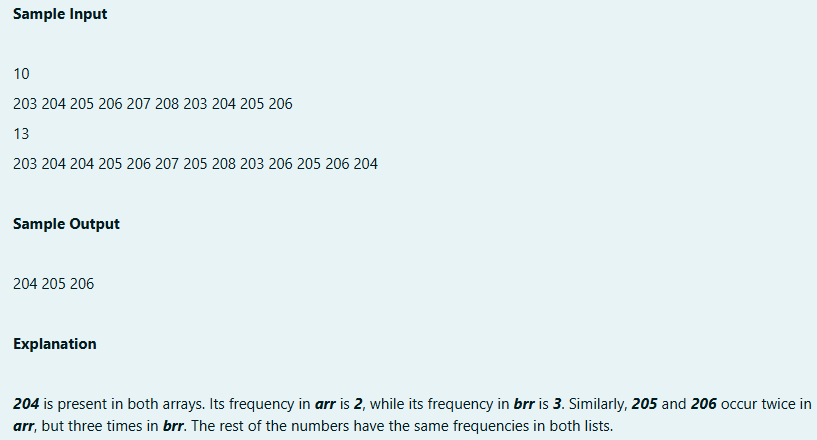 Sample Input
10
203 204 205 206 207 208 203 204 205 206
13
203 204 204 205 206 207 205 208 203 206 205 206 204
Sample Output
204 205 206
Explanation
204 is present in both arrays. Its frequency in arr is 2, while its frequency in brr is 3. Similarly, 205 and 206 occur twice in
arr, but three times in brr. The rest of the numbers have the same frequencies in both lists.